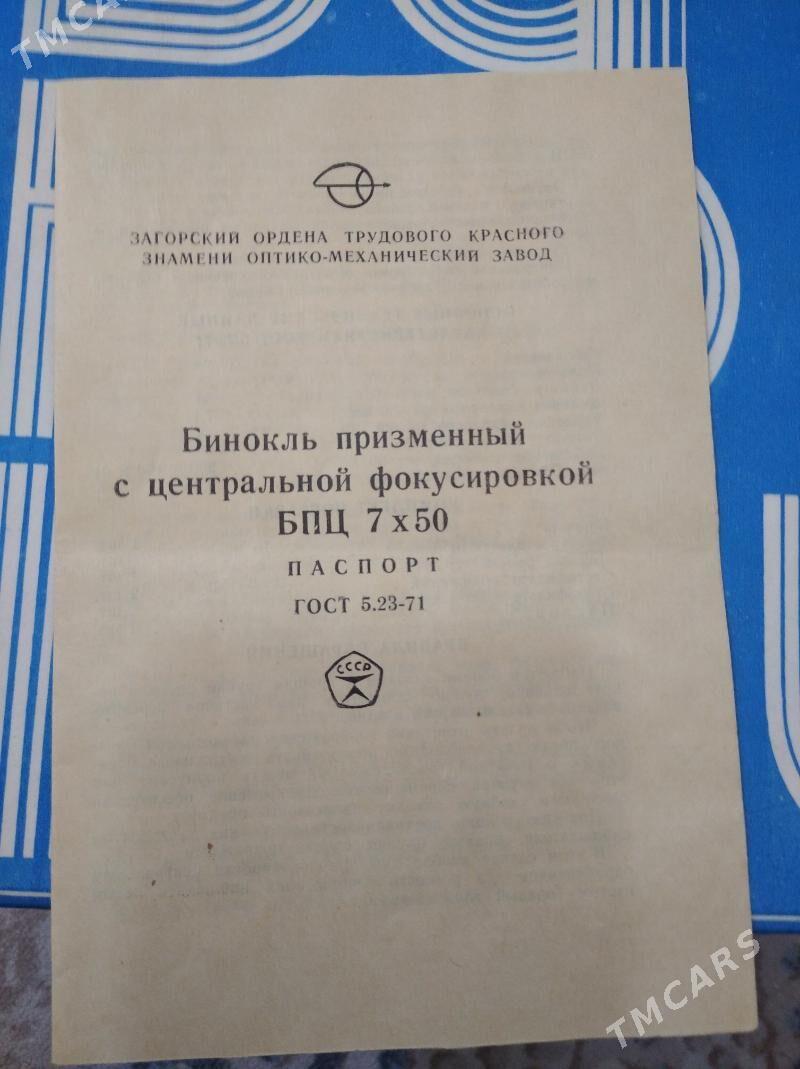 TMCARS
ЗАГОРСКИЙ ОРДЕНА ТРУДОВОГО КРАСНОГО
ЗНАМЕНИ ОПТИКО-МЕХАНИЧЕСКИЙ ЗАВОД
Бинокль призменный
с центральной фокусировкой
БПЦ 7х50
ПАСПОРТ
ГОСТ 5.23-71
СССР
TMCARS